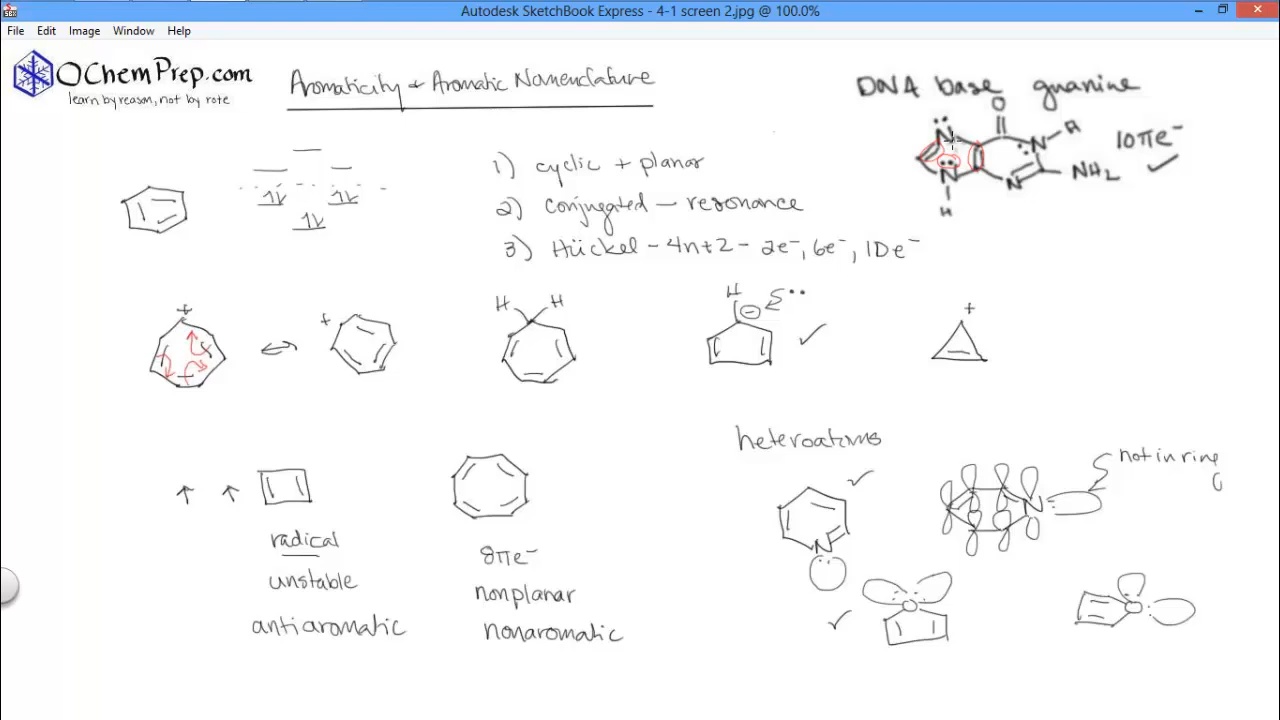 Autodesk SketchBook Express - 4-1 screen 2.jpg @ 100.0%
File Edit Image Window Help
OChemPrep.com
learn by reason, not by rote
Aromaticity + Aromatic Nomenclature
DNA base guanine
O
N
N
R
10πe⁻
N
N
NH2
H
1) cyclic + planar
2) conjugated – resonance
3) Hückel – 4n+2 – 2e⁻, 6e⁻, 10e⁻
+
+
H H
H
+
heteroatoms
not in ring
N
N
radical
unstable
antiaromatic
8πe⁻
nonplanar
nonaromatic